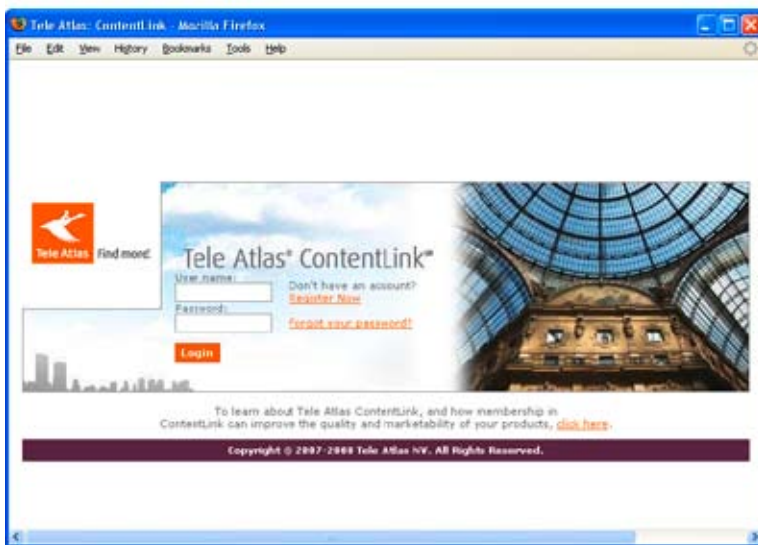 Tele Atlas: ContentLink - Mozilla Firefox
File Edit View History Bookmarks Tools Help
Tele Atlas Find more.
Tele Atlas® ContentLink℠
User name:
Don't have an account?
Register Now
Password:
Forgot your password?
Login
To learn about Tele Atlas ContentLink, and how membership in
ContentLink can improve the quality and marketability of your products, click here.
Copyright © 2007-2008 Tele Atlas NV. All Rights Reserved.